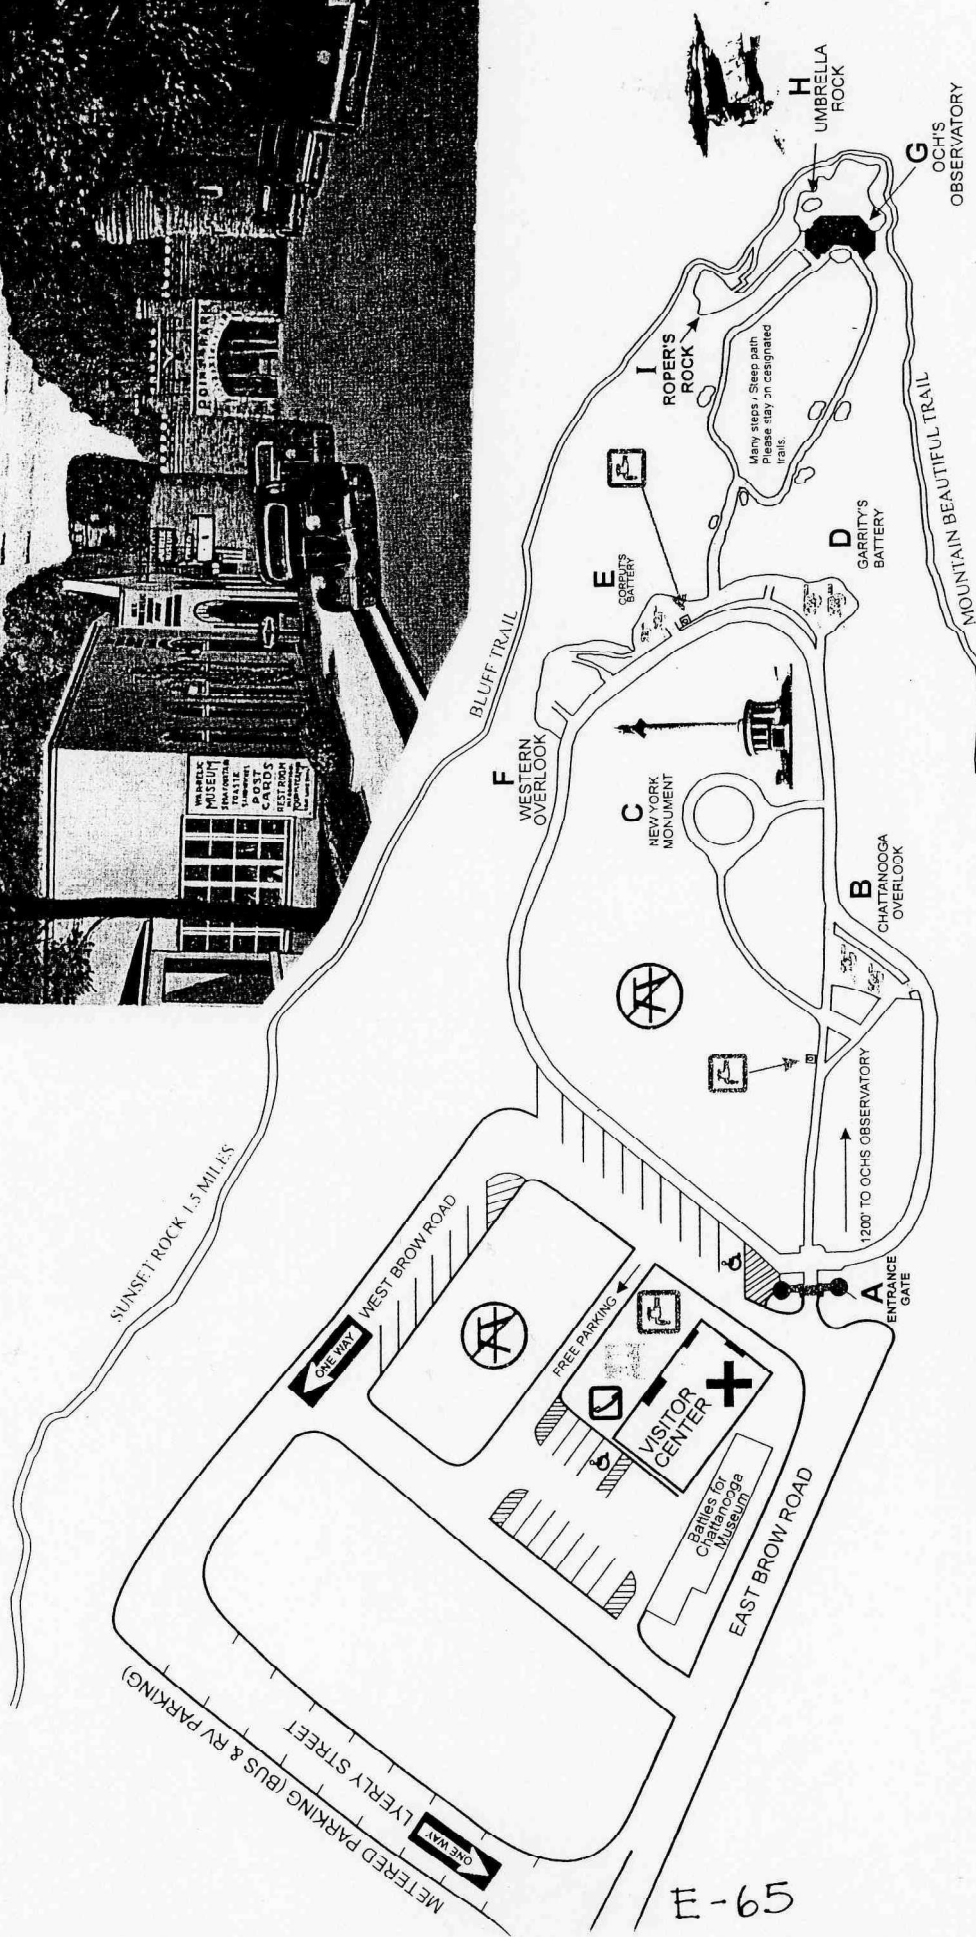 POINT PARK
WAR RELIC
MUSEUM
POST
CARDS
REST ROOM
SUNSET ROCK 1.5 MILES
BLUFF TRAIL
H
UMBRELLA
ROCK
G
OCH'S
OBSERVATORY
I
ROPER'S
ROCK
Many steps / Steep path
Please stay on designated
trails.
MOUNTAIN BEAUTIFUL TRAIL
E
CORPUT'S
BATTERY
D
GARRITY'S
BATTERY
F
WESTERN
OVERLOOK
C
NEW YORK
MONUMENT
B
CHATTANOOGA
OVERLOOK
1200' TO OCHS OBSERVATORY
A
ENTRANCE
GATE
WEST BROW ROAD
ONE WAY
FREE PARKING
VISITOR
CENTER
Battles for
Chattanooga
Museum
EAST BROW ROAD
LYERLY STREET
METERED PARKING (BUS & RV PARKING)
ONE WAY
E-65